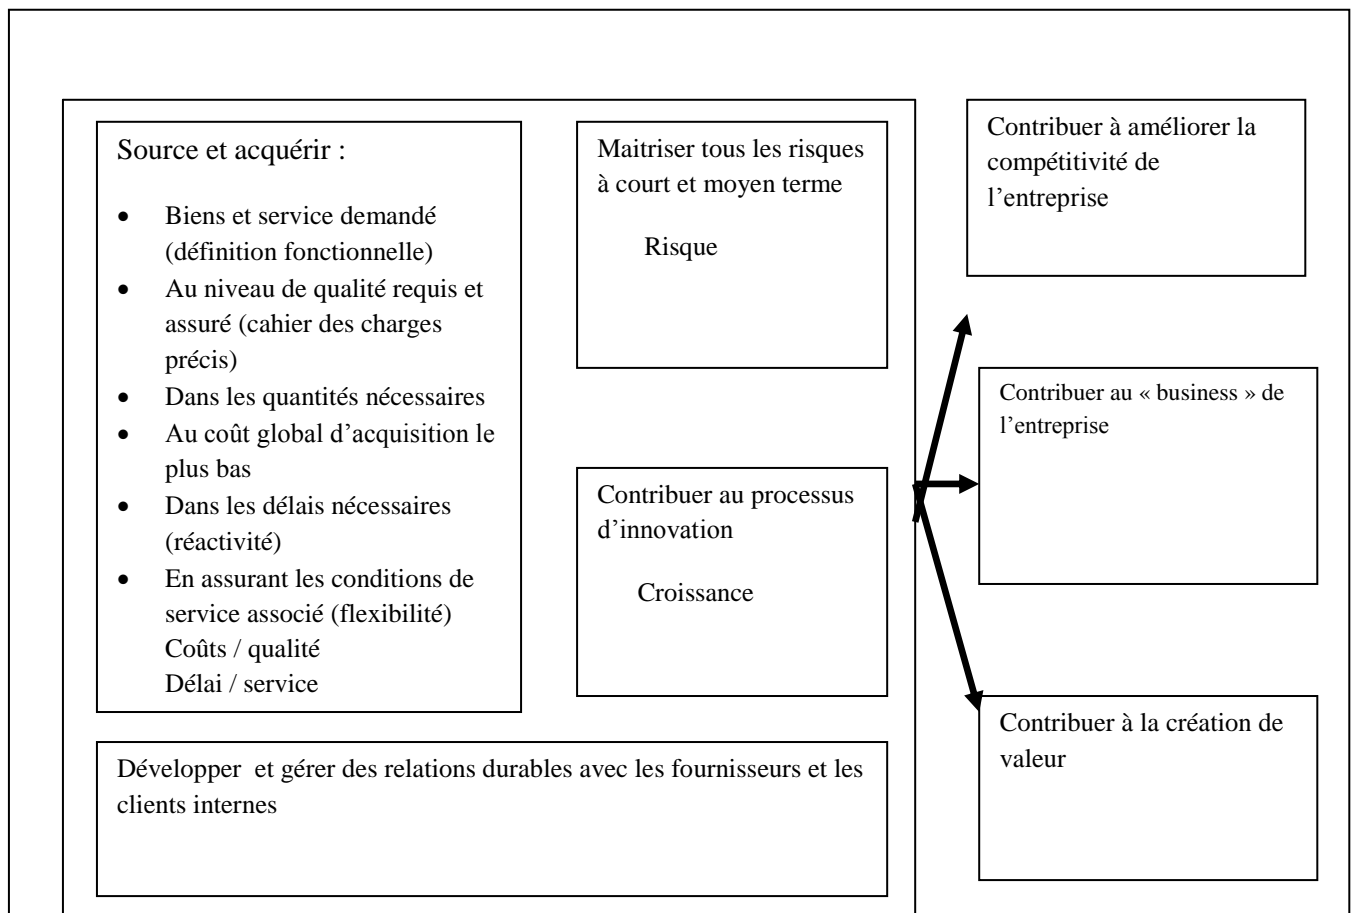 Source et acquérir :
• Biens et service demandé
(définition fonctionnelle)
• Au niveau de qualité requis et
assuré (cahier des charges
précis)
• Dans les quantités nécessaires
• Au coût global d’acquisition le
plus bas
• Dans les délais nécessaires
(réactivité)
• En assurant les conditions de
service associé (flexibilité)
Coûts / qualité
Délai / service
Maitriser tous les risques
à court et moyen terme
Risque
Contribuer au processus
d’innovation
Croissance
Développer et gérer des relations durables avec les fournisseurs et les
clients internes
Contribuer à améliorer la
compétitivité de
l’entreprise
Contribuer au « business » de
l’entreprise
Contribuer à la création de
valeur